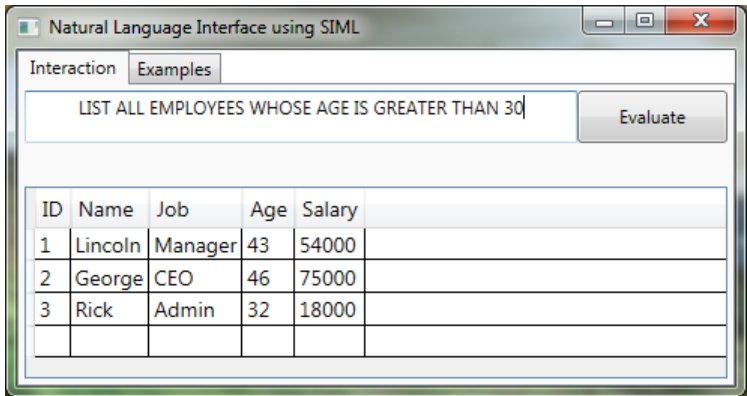 Natural Language Interface using SIML
Interaction Examples
LIST ALL EMPLOYEES WHOSE AGE IS GREATER THAN 30 Evaluate
ID Name Job Age Salary
1 Lincoln Manager 43 54000
2 George CEO 46 75000
3 Rick Admin 32 18000